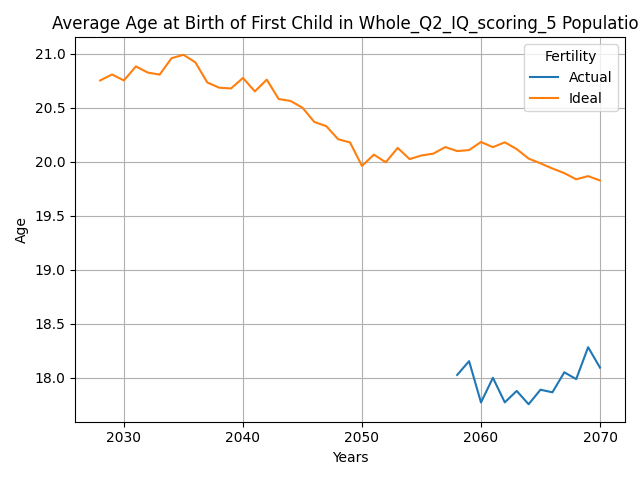 Average Age at Birth of First Child in Whole_Q2_IQ_scoring_5 Populatio
Fertility
Actual
Ideal
21.0
20.5
20.0
19.5
19.0
18.5
18.0
Age
2030
2040
2050
2060
2070
Years